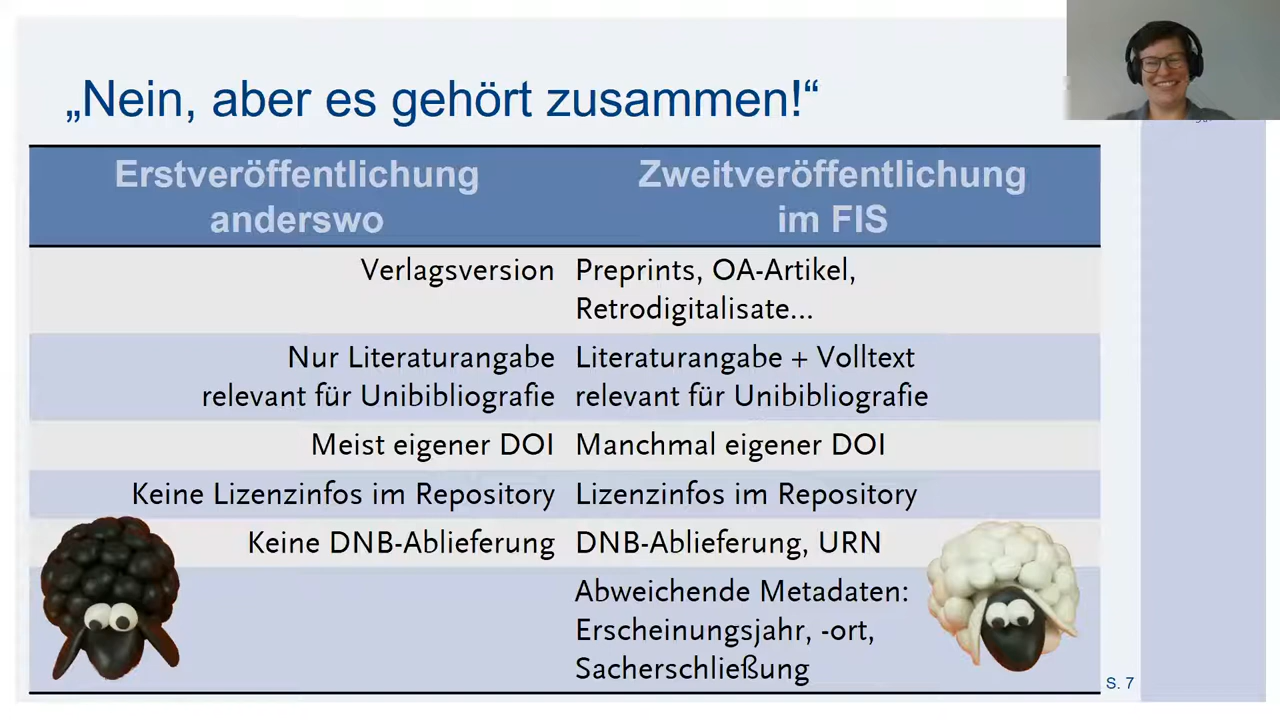 „Nein, aber es gehört zusammen!“
Erstveröffentlichung
anderswo
Zweitveröffentlichung
im FIS
Verlagsversion
Preprints, OA-Artikel,
Retrodigitalisate...
Nur Literaturangabe
relevant für Unibibliografie
Literaturangabe + Volltext
relevant für Unibibliografie
Meist eigener DOI
Manchmal eigener DOI
Keine Lizenzinfos im Repository
Lizenzinfos im Repository
Keine DNB-Ablieferung
DNB-Ablieferung, URN
Abweichende Metadaten:
Erscheinungsjahr, -ort,
Sacherschließung
S. 7